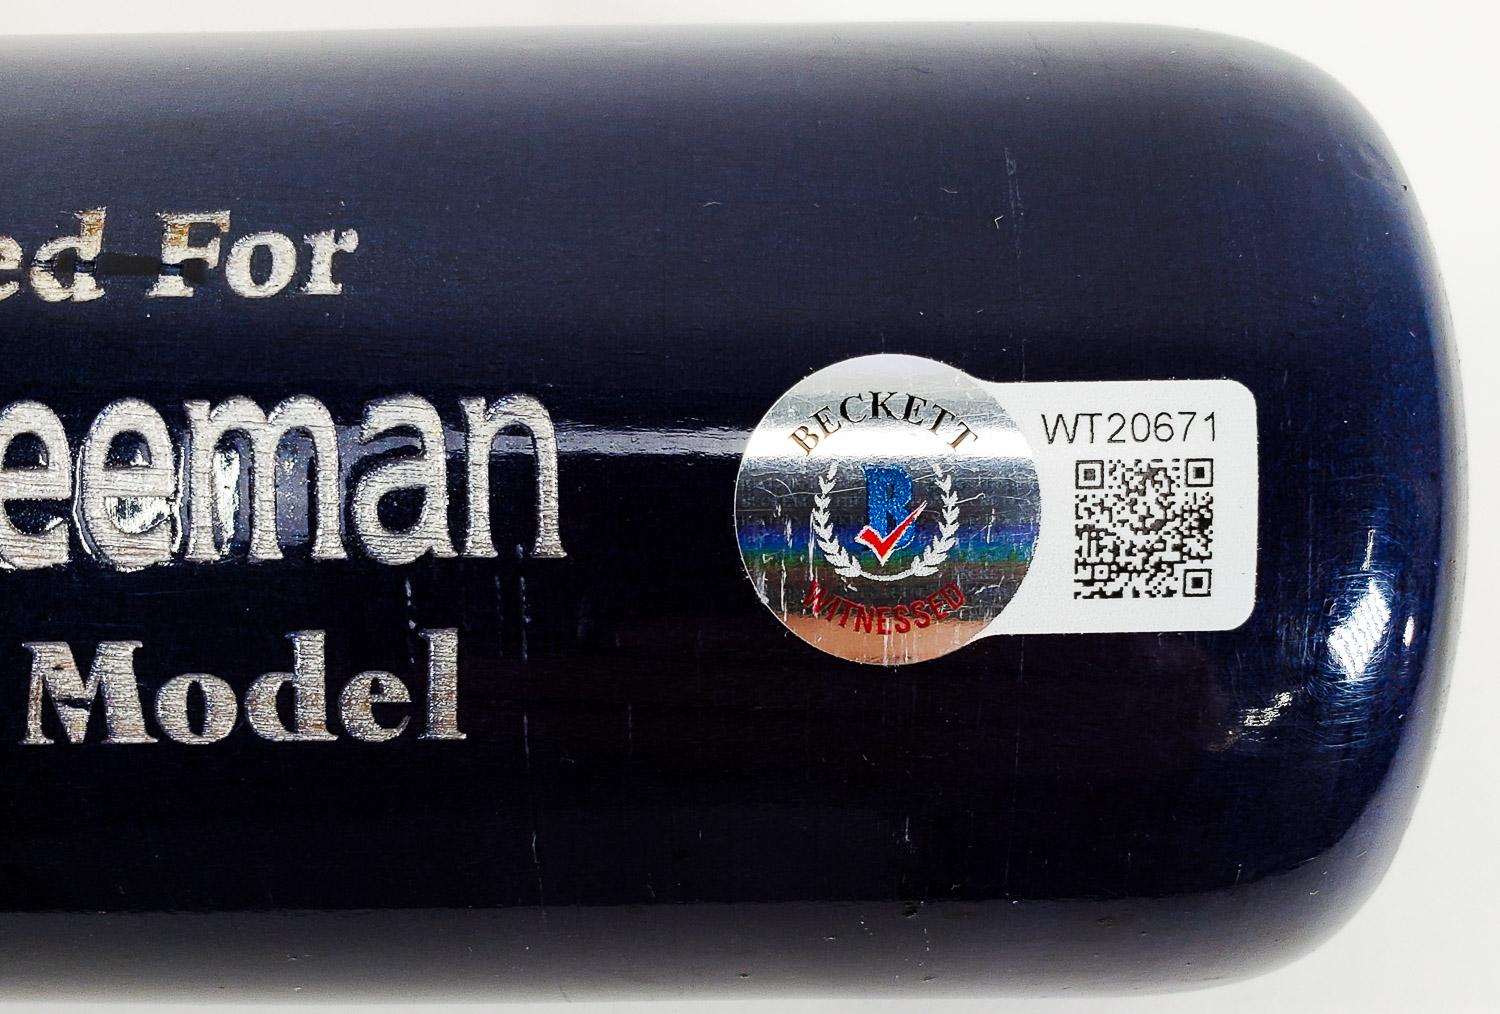 ed For
eeman
Model
BECKETT
B
WITNESSED
WT20671